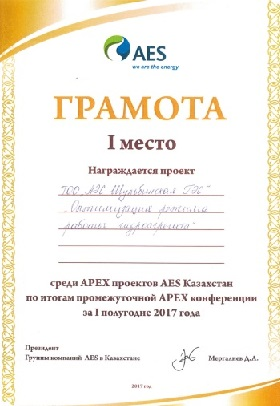 AES
we are the energy
ГРАМОТА
I место
Награждается проект
ТОО "АЭС Шульбинская ГЭС"
"Оптимизация режимов
работы гидроагрегата"
среди APEX проектов AES Казахстан
по итогам промежуточной APEX конференции
за I полугодие 2017 года
Президент
Группы компаний AES в Казахстане
Моргалиев Д.А.
2017 год